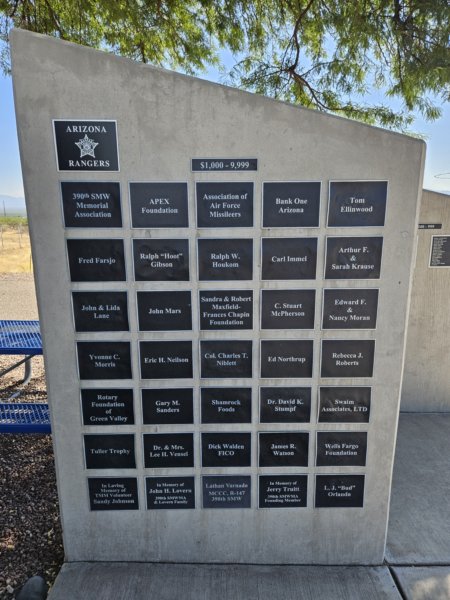 ARIZONA
RANGERS
$1,000 - 9,999
390th SMW
Memorial
Association
APEX
Foundation
Association of
Air Force
Missileers
Bank One
Arizona
Tom
Ellinwood
Fred Farsjo
Ralph "Hoot"
Gibson
Ralph W.
Houkom
Carl Immel
Arthur F. &
Sarah Krause
John & Lida
Lane
John Mars
Sandra & Robert
Maxfield-
Frances Chapin
Foundation
C. Stuart
McPherson
Edward F. &
Nancy Moran
Yvonne C.
Morris
Eric H. Neilson
Col. Charles T.
Niblett
Ed Northrup
Rebecca J.
Roberts
Rotary
Foundation of
Green Valley
Gary M.
Sanders
Shamrock
Foods
Dr. David K.
Stumpf
Swaim
Associates, LTD
Tuller Trophy
Dr. & Mrs.
Lee H. Vensel
Dick Walden
FICO
James R.
Watson
Wells Fargo
Foundation
In Loving
Memory of
TMM Volunteer
Sandy Johnson
In Memory of
John H. Lovers
390th SMWMA
& Lovers Family
Lathan Varnado
MCCC, R-147
390th SMW
In Memory of
Jerry Truitt
390th SMWMA
Founding Member
L. J. "Bud"
Orlando